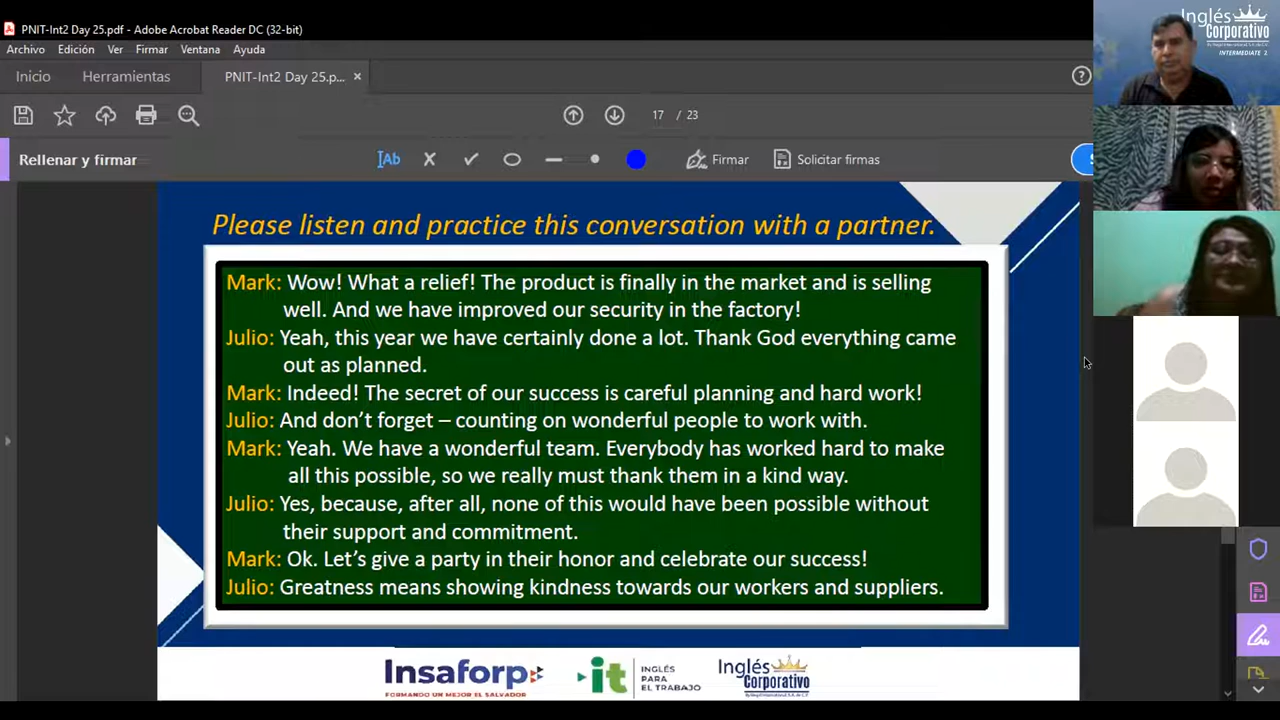 PNIT-Int2 Day 25.pdf - Adobe Acrobat Reader DC (32-bit)
Archivo Edición Ver Firmar Ventana Ayuda
Inicio Herramientas PNIT-Int2 Day 25.p... ×
17 / 23
Rellenar y firmar Ab Firmar Solicitar firmas
Inglés
Corporativo
INTERMEDIATE 2
Please listen and practice this conversation with a partner.
Mark: Wow! What a relief! The product is finally in the market and is selling
well. And we have improved our security in the factory!
Julio: Yeah, this year we have certainly done a lot. Thank God everything came
out as planned.
Mark: Indeed! The secret of our success is careful planning and hard work!
Julio: And don't forget – counting on wonderful people to work with.
Mark: Yeah. We have a wonderful team. Everybody has worked hard to make
all this possible, so we really must thank them in a kind way.
Julio: Yes, because, after all, none of this would have been possible without
their support and commitment.
Mark: Ok. Let's give a party in their honor and celebrate our success!
Julio: Greatness means showing kindness towards our workers and suppliers.
Insaforp
FORMANDO UN MEJOR EL SALVADOR
it
INGLÉS
PARA
EL TRABAJO
Inglés
Corporativo